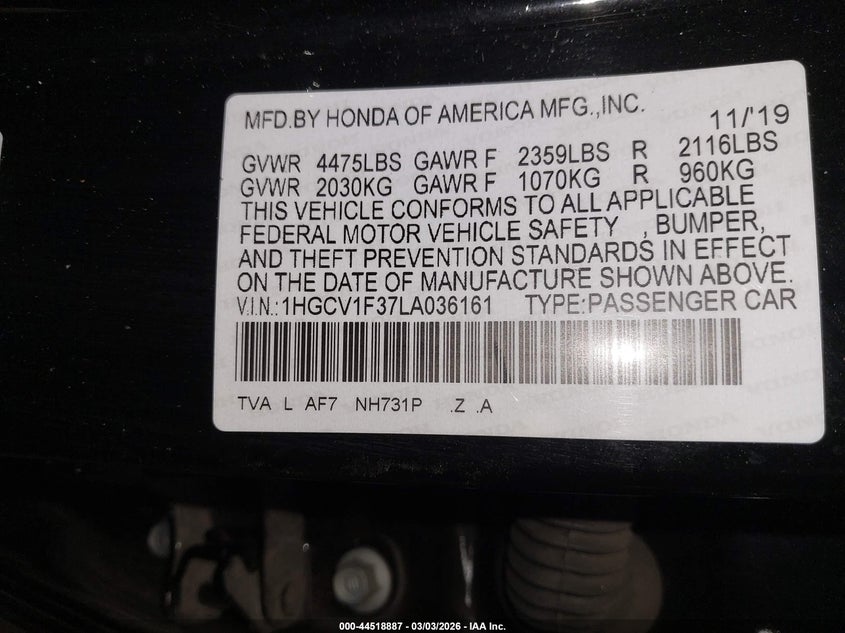 MFD.BY HONDA OF AMERICA MFG.,INC. 11/'19
GVWR 4475LBS GAWR F 2359LBS R 2116LBS
GVWR 2030KG GAWR F 1070KG R 960KG
THIS VEHICLE CONFORMS TO ALL APPLICABLE
FEDERAL MOTOR VEHICLE SAFETY , BUMPER,
AND THEFT PREVENTION STANDARDS IN EFFECT
ON THE DATE OF MANUFACTURE SHOWN ABOVE.
V.I.N.: 1HGCV1F37LA036161 TYPE:PASSENGER CAR
TVA L AF7 NH731P .Z .A
000-44518887 - 03/03/2026 - IAA Inc.